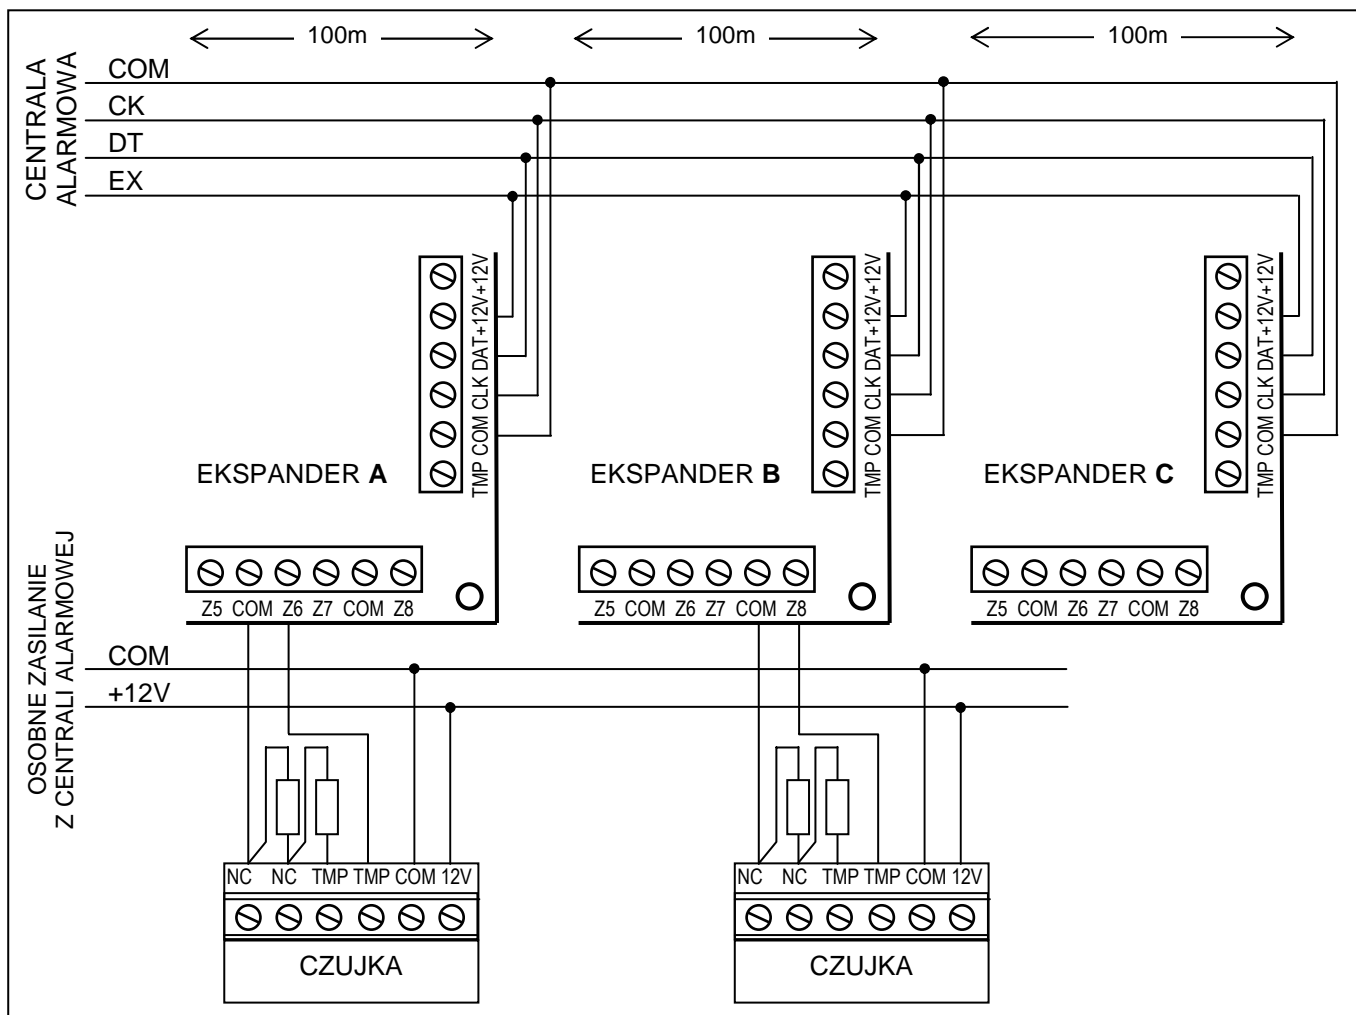 100m
100m
100m
CENTRALA
ALARMOWA
COM
CK
DT
EX
TMP COM CLK DAT+12V+12V
TMP COM CLK DAT+12V+12V
TMP COM CLK DAT+12V+12V
EKSPANDER A
EKSPANDER B
EKSPANDER C
Z5 COM Z6 Z7 COM Z8
Z5 COM Z6 Z7 COM Z8
Z5 COM Z6 Z7 COM Z8
OSOBNE ZASILANIE
Z CENTRALI ALARMOWEJ
COM
+12V
NC NC TMP TMP COM 12V
NC NC TMP TMP COM 12V
CZUJKA
CZUJKA